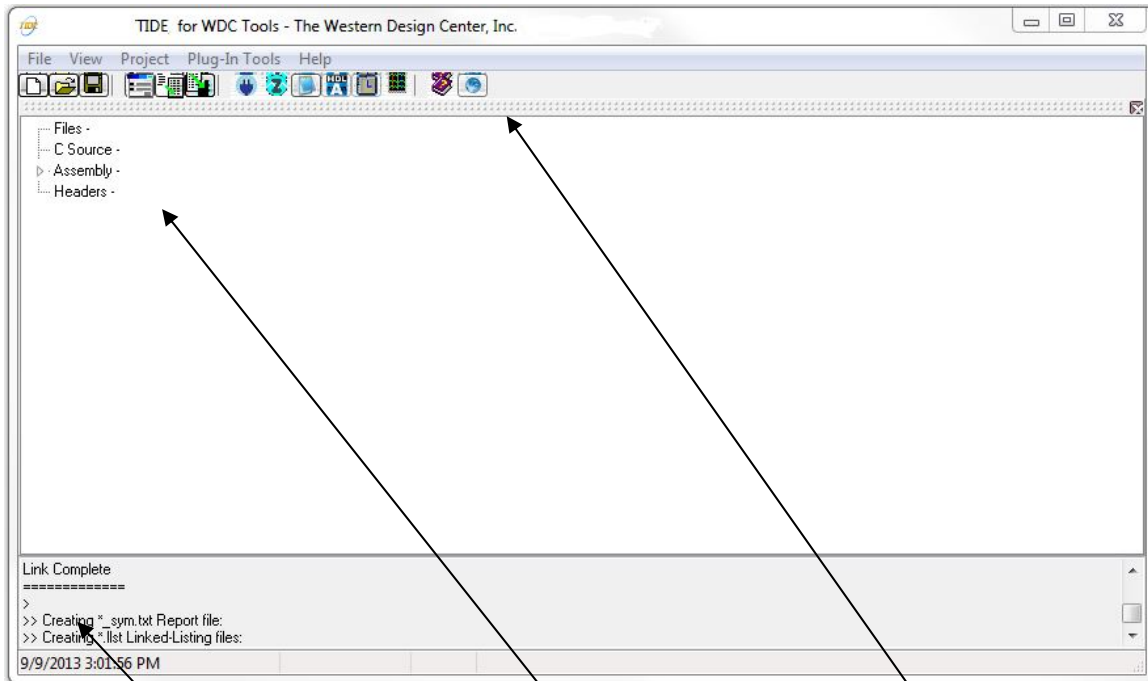 TIDE
TIDE for WDC Tools - The Western Design Center, Inc.
File View Project Plug-In Tools Help
Files -
C Source -
Assembly -
Headers -
Link Complete
=============
>
>> Creating *_sym.txt Report file:
>> Creating *.llst Linked-Listing files:
9/9/2013 3:01:56 PM